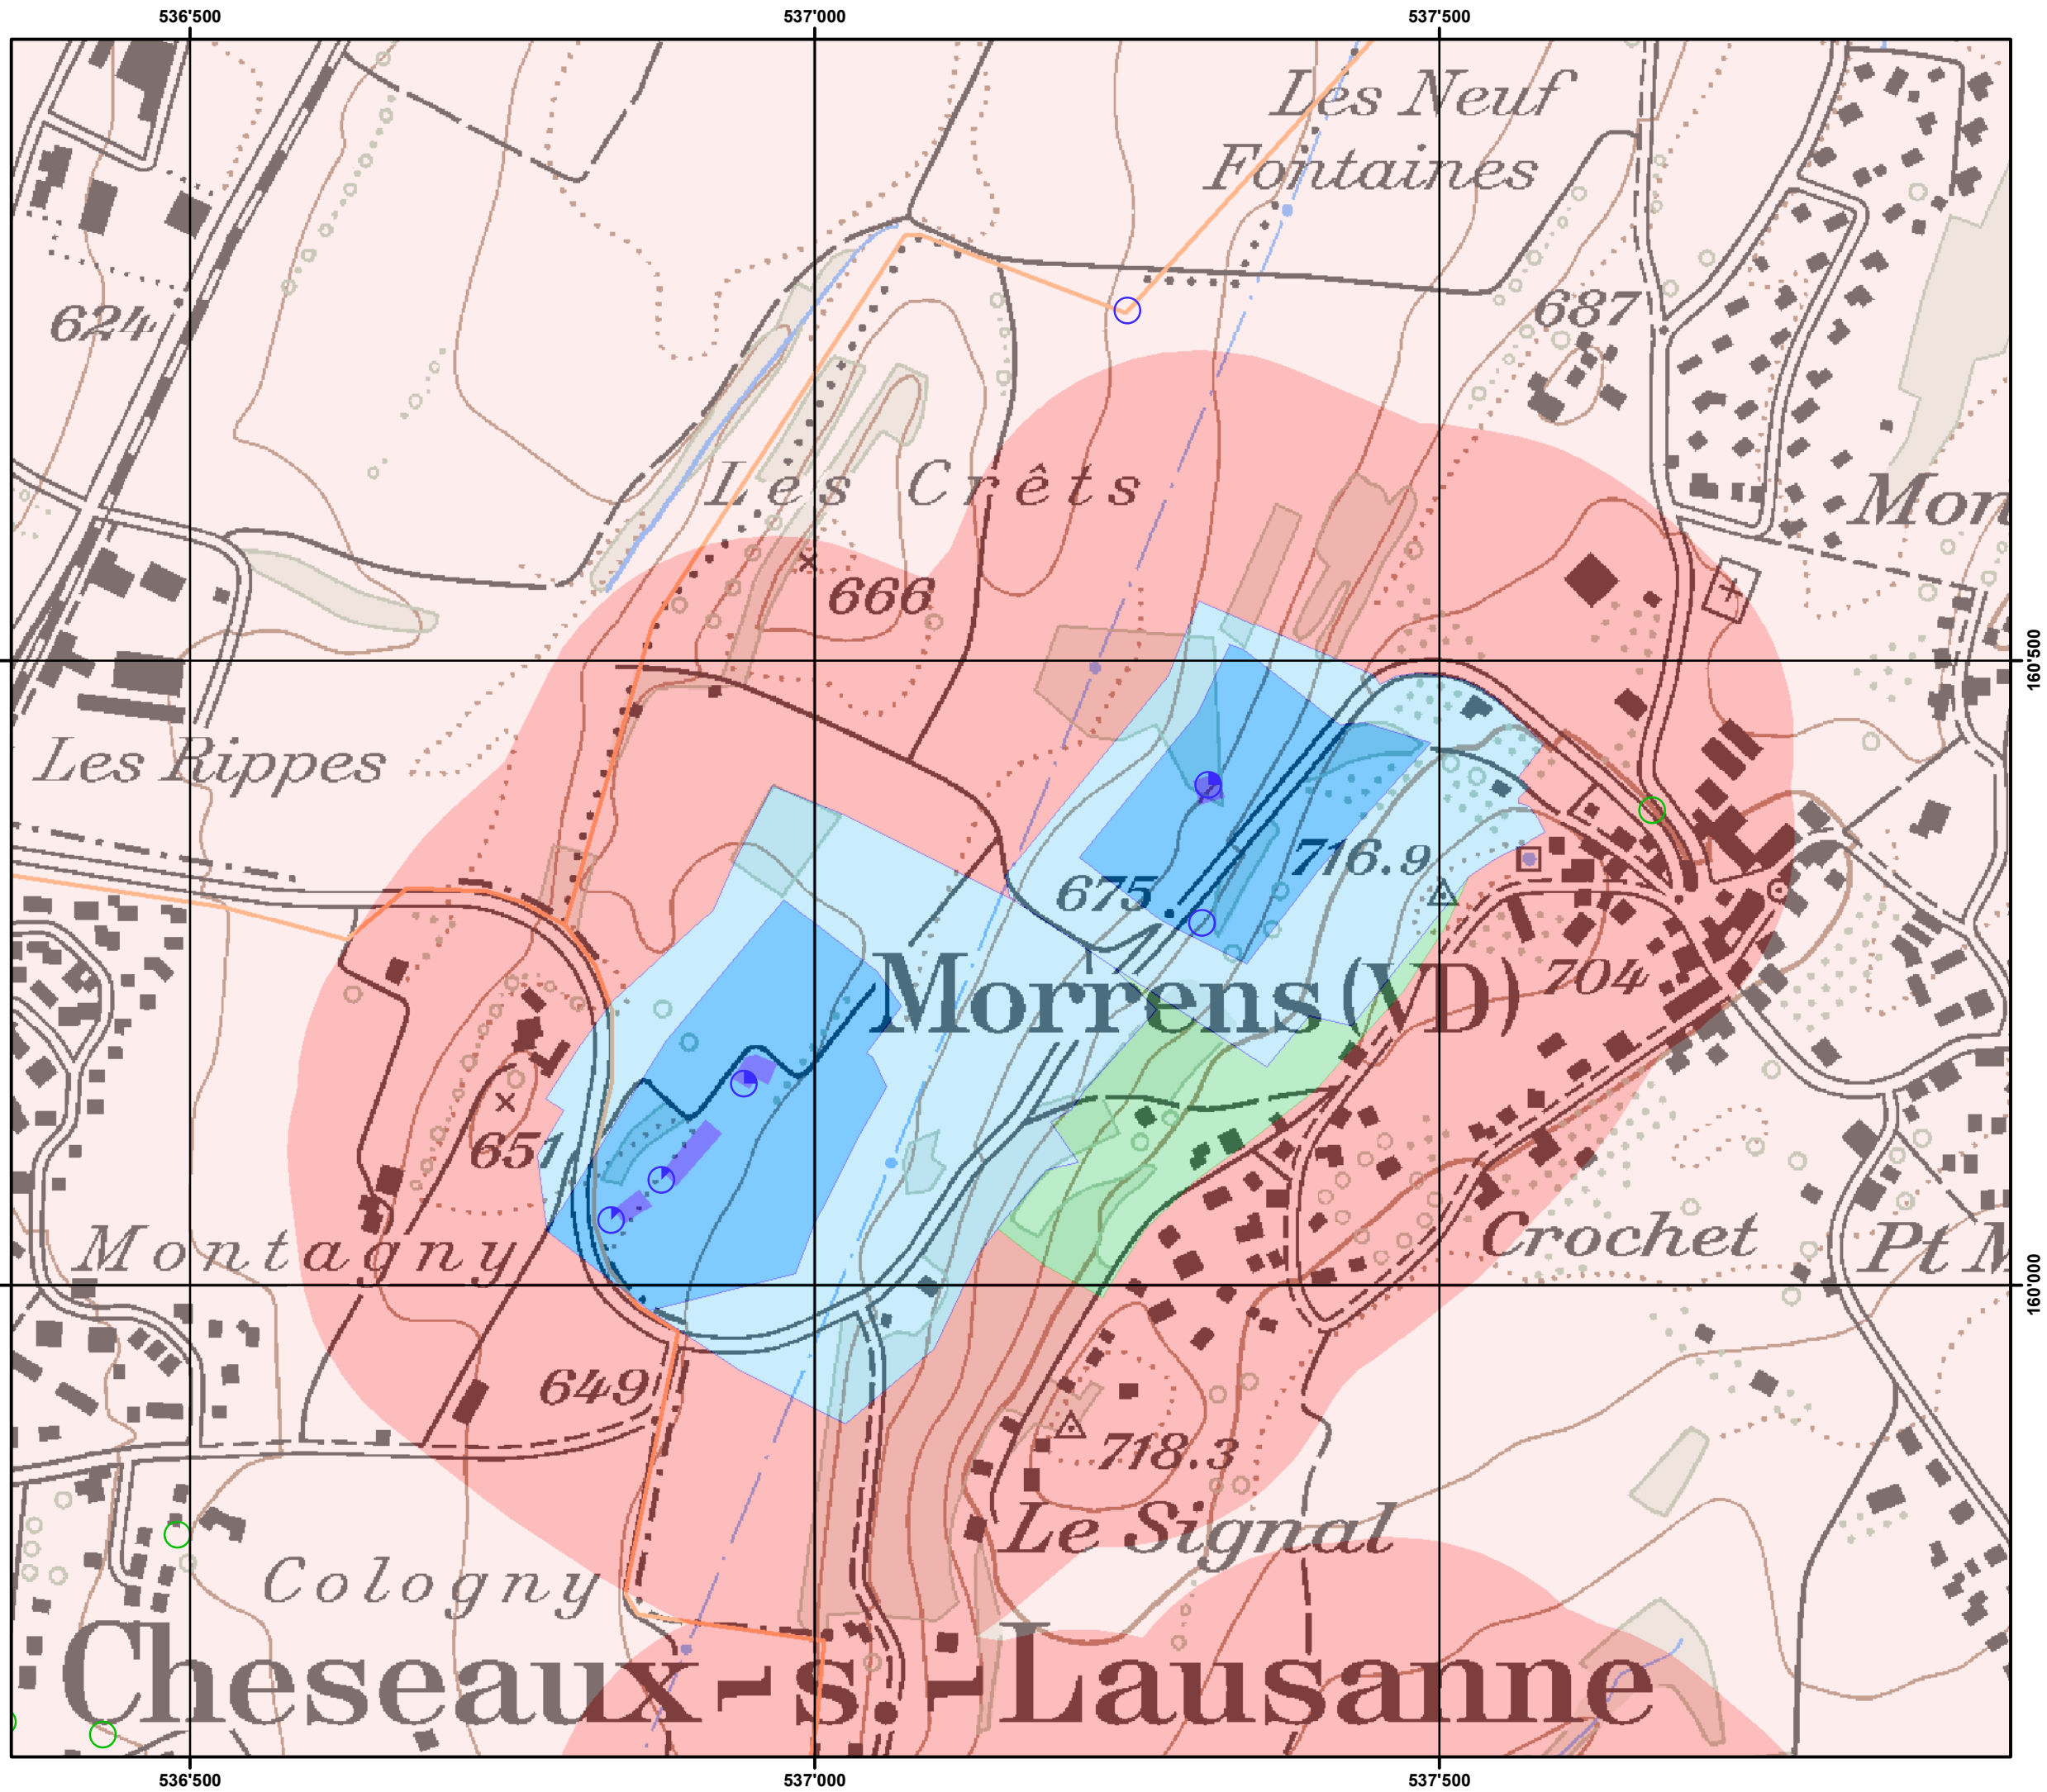 536'500 537'000 537'500
Les Neuf
Fontaines
687
624
Les Crêts
Mon
666
160'500
Les Rippes
716.9
675
Morrens (VD)
704
651
Montagny
Crochet
Pt M
160'000
649
718.3
Le Signal
Cologny
Cheseaux-s.-Lausanne
536'500 537'000 537'500